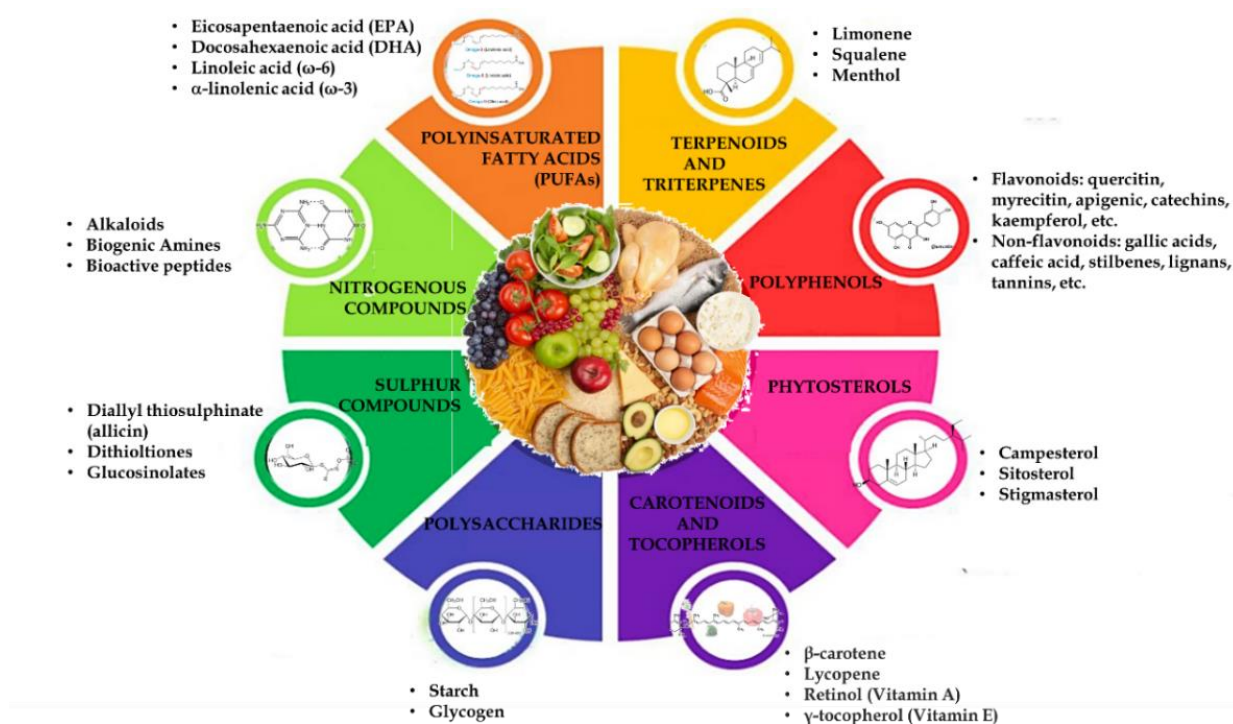 • Eicosapentaenoic acid (EPA)
• Docosahexaenoic acid (DHA)
• Linoleic acid (ω-6)
• α-linolenic acid (ω-3)
POLYINSATURATED
FATTY ACIDS
(PUFAs)
• Limonene
• Squalene
• Menthol
HO
O
H
H
TERPENOIDS
AND
TRITERPENES
• Flavonoids: quercitin,
myrecitin, apigenic, catechins,
kaempferol, etc.
• Non-flavonoids: gallic acids,
caffeic acid, stilbenes, lignans,
tannins, etc.
POLYPHENOLS
PHYTOSTEROLS
• Campesterol
• Sitosterol
• Stigmasterol
HO
H
H
H
CAROTENOIDS
AND
TOCOPHEROLS
• β-carotene
• Lycopene
• Retinol (Vitamin A)
• γ-tocopherol (Vitamin E)
POLYSACCHARIDES
• Starch
• Glycogen
SULPHUR
COMPOUNDS
• Diallyl thiosulphinate
(allicin)
• Dithioltiones
• Glucosinolates
NITROGENOUS
COMPOUNDS
• Alkaloids
• Biogenic Amines
• Bioactive peptides